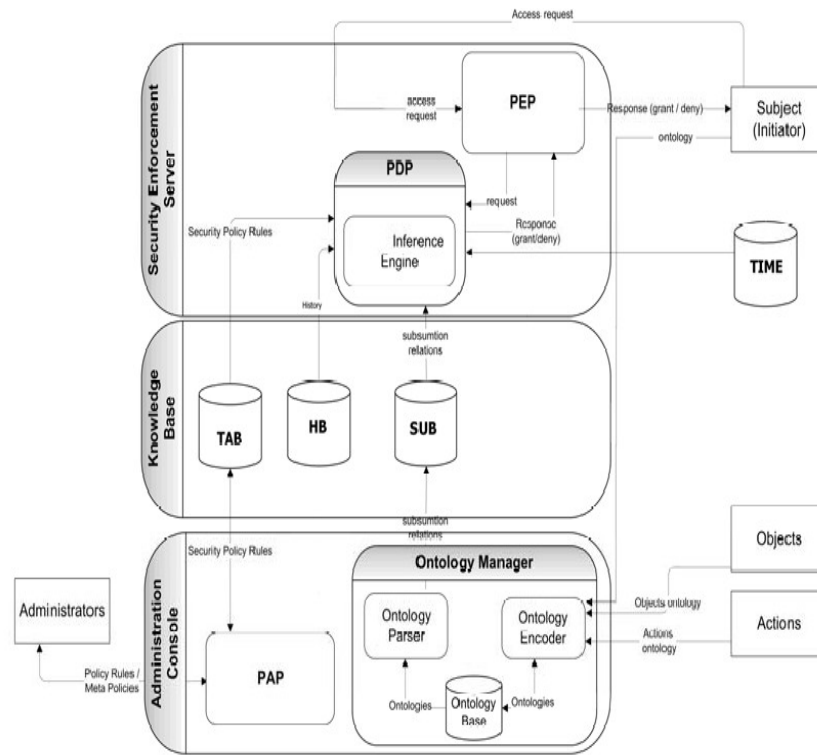 Access request
Security Enforcement
Server
access
request
PEP
Response (grant / deny)
Subject
(Initiator)
ontology
PDP
request
Security Policy Rules
Response
(grant/deny)
Inference
Engine
TIME
History
subsumtion
relations
Knowledge
Base
TAB
HB
SUB
subsumtion
relations
Administration
Console
Security Policy Rules
Ontology Manager
Objects
Administrators
Ontology
Parser
Ontology
Encoder
Objects ontology
Actions
ontology
Actions
PAP
Policy Rules /
Meta Policies
Ontologies
Ontology
Base
Ontologies